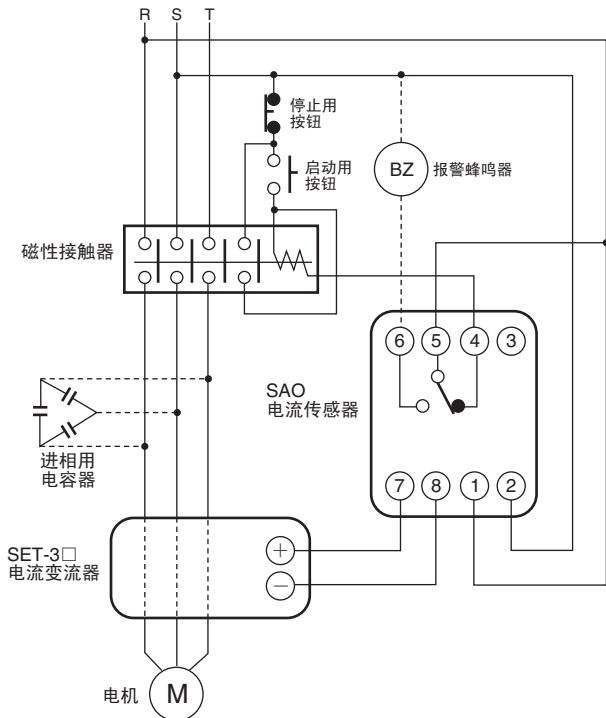 R S T
停止用
按钮
启动用
按钮
BZ 报警蜂鸣器
磁性接触器
6 5 4 3
SAO
电流传感器
进相用
电容器
7 8 1 2
SET-3□
电流变流器
+
−
电机 M